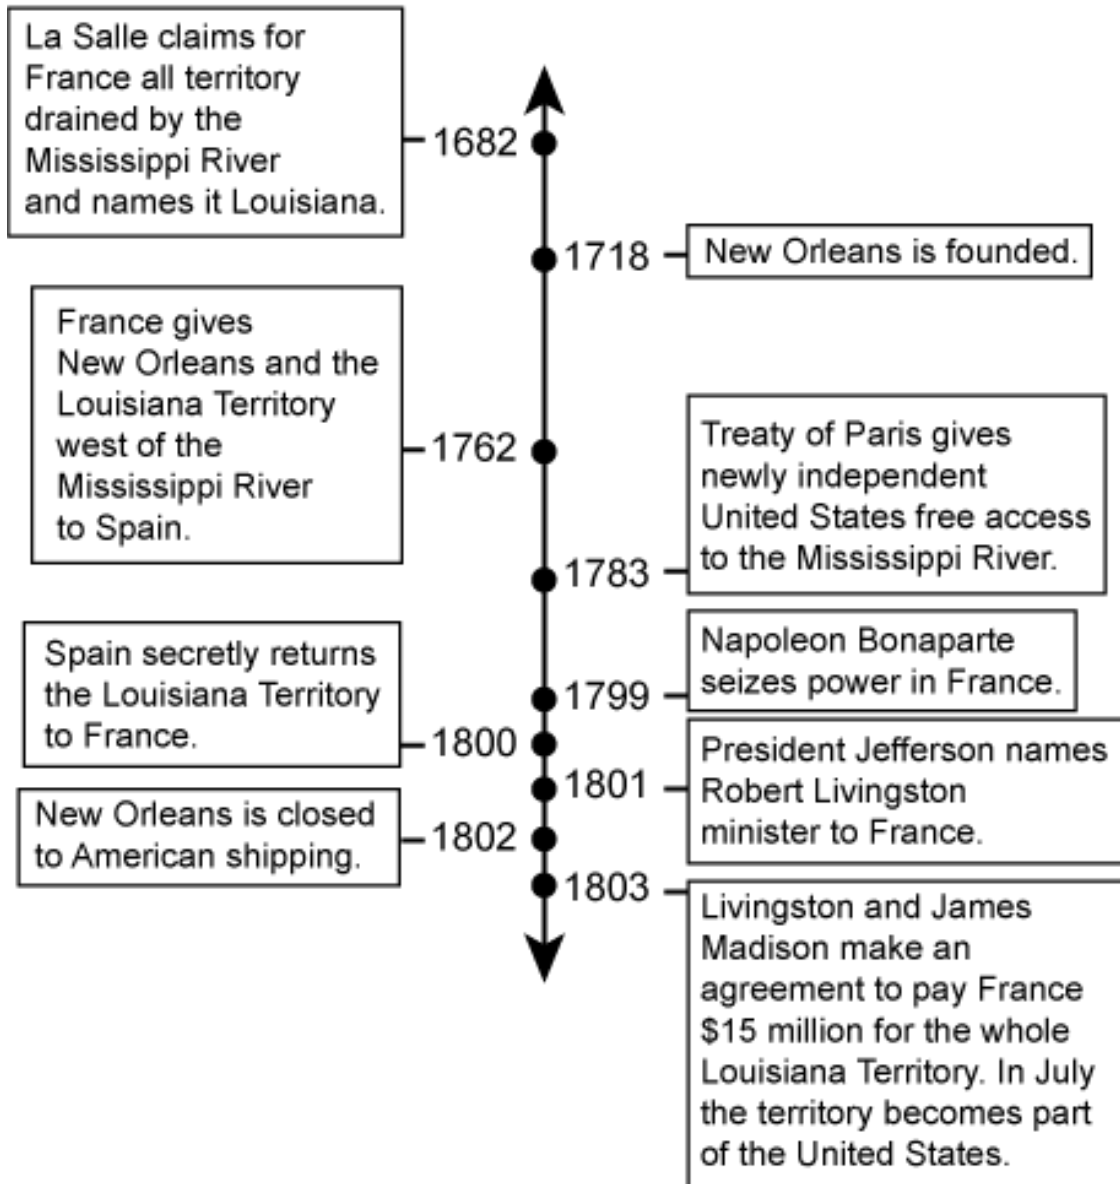 La Salle claims for
France all territory
drained by the
Mississippi River
and names it Louisiana.
1682
1718
New Orleans is founded.
France gives
New Orleans and the
Louisiana Territory
west of the
Mississippi River
to Spain.
1762
Treaty of Paris gives
newly independent
United States free access
to the Mississippi River.
1783
Napoleon Bonaparte
seizes power in France.
1799
Spain secretly returns
the Louisiana Territory
to France.
1800
President Jefferson names
Robert Livingston
minister to France.
1801
New Orleans is closed
to American shipping.
1802
1803
Livingston and James
Madison make an
agreement to pay France
$15 million for the whole
Louisiana Territory. In July
the territory becomes part
of the United States.